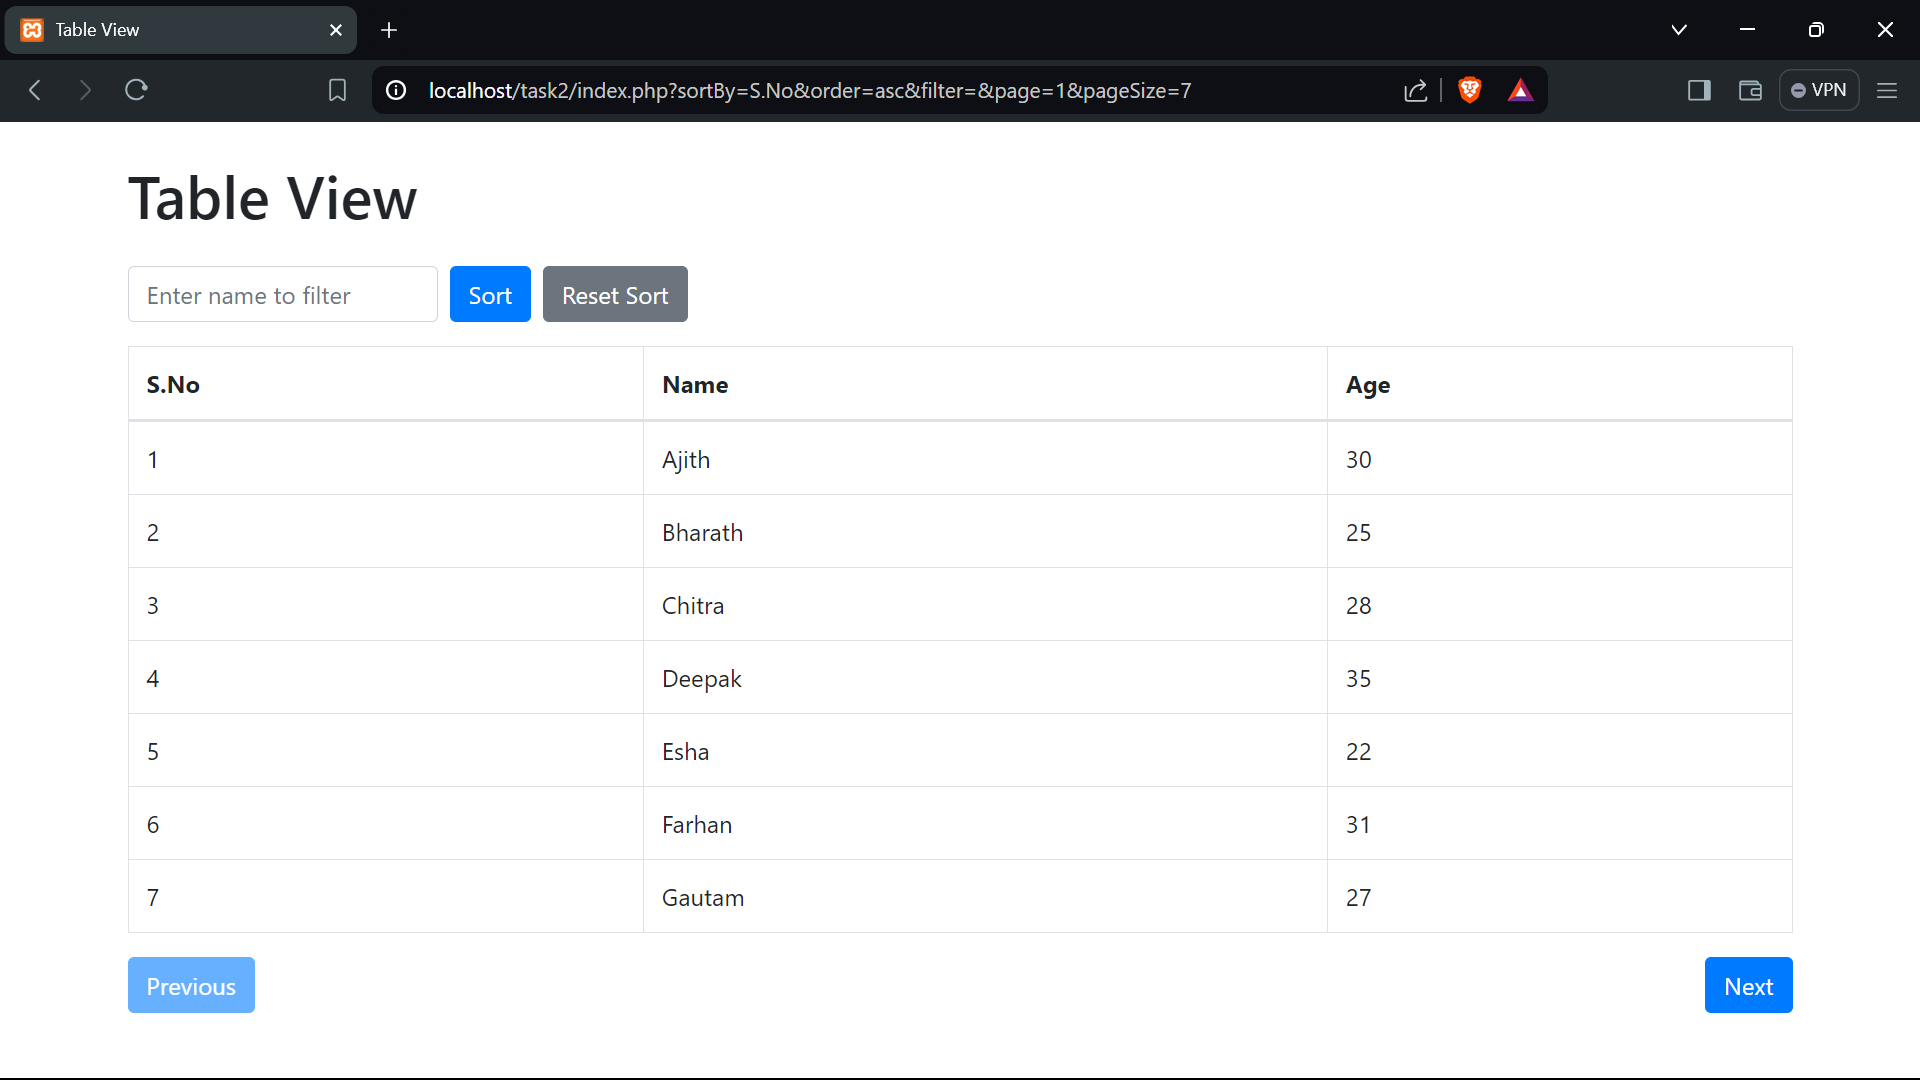 Table View
localhost/task2/index.php?sortBy=S.No&order=asc&filter=&page=1&pageSize=7
VPN
Table View
Enter name to filter Sort Reset Sort
S.No Name Age
1 Ajith 30
2 Bharath 25
3 Chitra 28
4 Deepak 35
5 Esha 22
6 Farhan 31
7 Gautam 27
Previous Next